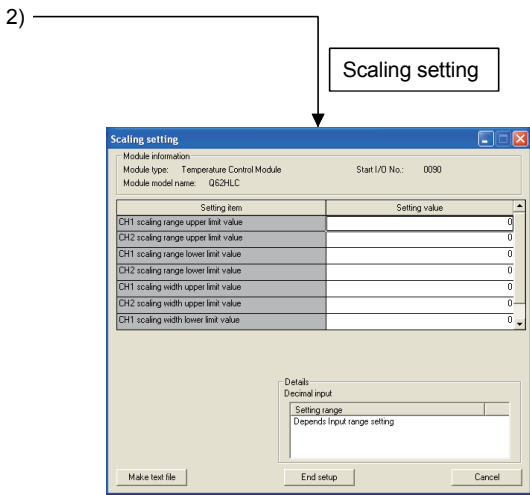 2)
Scaling setting
Scaling setting
Module information
Module type: Temperature Control Module Start I/O No.: 0090
Module model name: Q62HLC
Setting item Setting value
CH1 scaling range upper limit value 0
CH2 scaling range upper limit value 0
CH1 scaling range lower limit value 0
CH2 scaling range lower limit value 0
CH1 scaling width upper limit value 0
CH2 scaling width upper limit value 0
CH1 scaling width lower limit value 0
Details
Decimal input
Setting range
Depends Input range setting
Make text file End setup Cancel